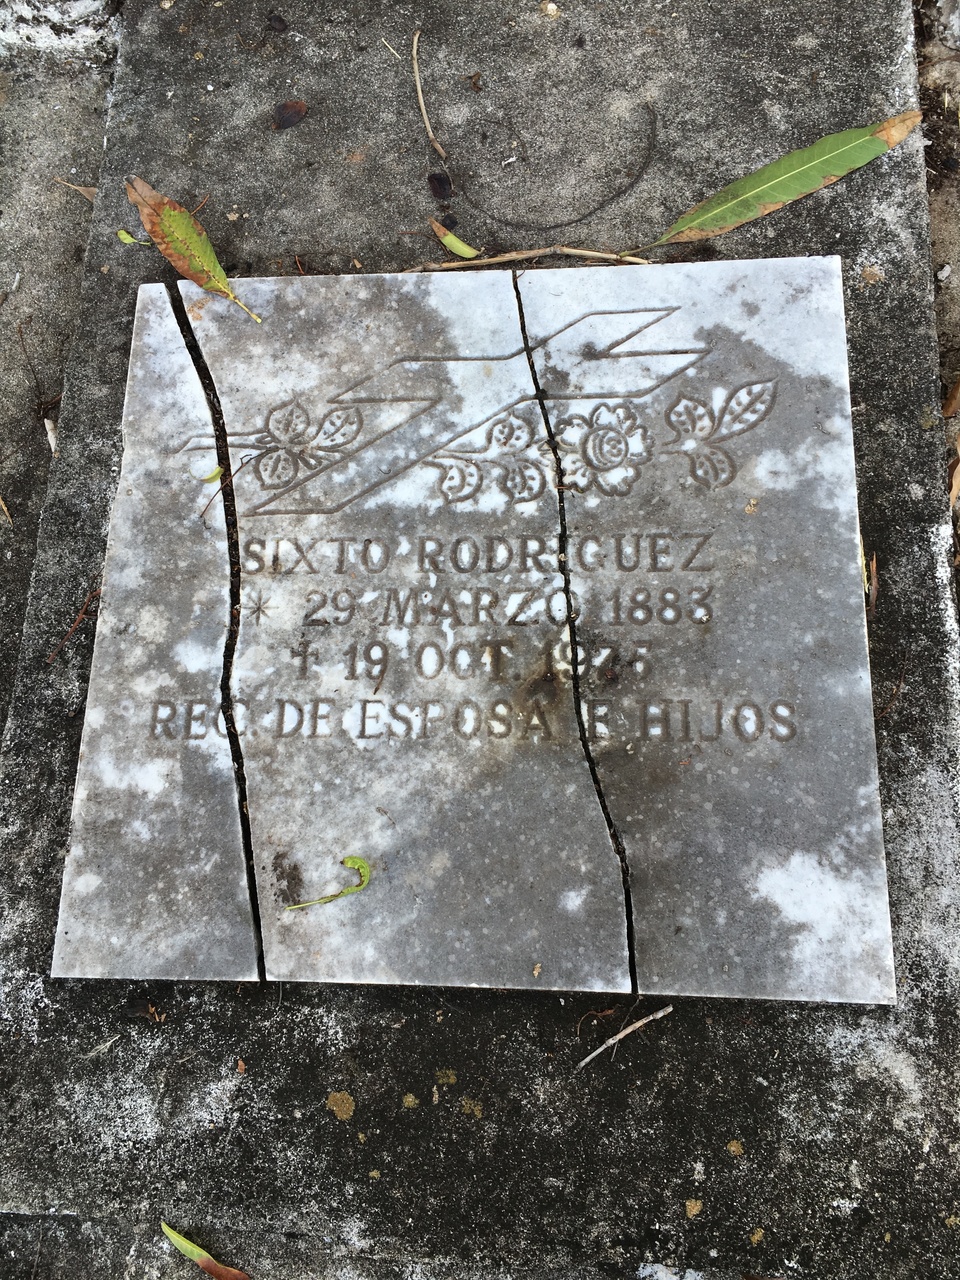 SIXTO RODRIGUEZ
* 29 MARZO 1883
† 19 OCT.
REC. DE ESPOSA E HIJOS